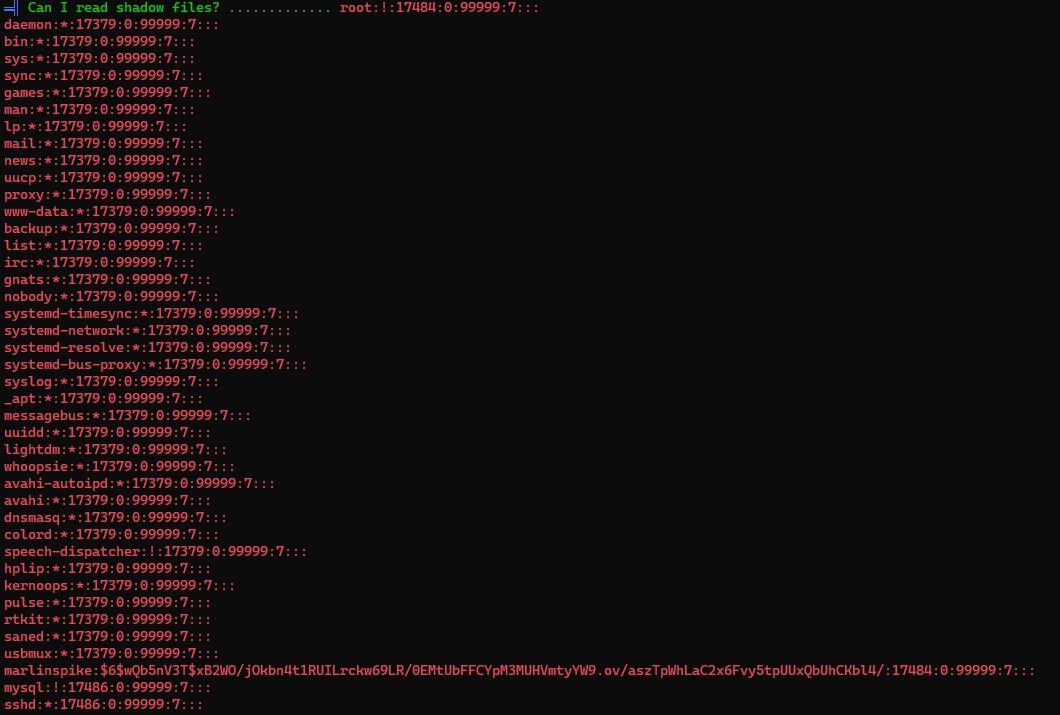 Can I read shadow files? ............. root:!:17484:0:99999:7:::
daemon:*:17379:0:99999:7:::
bin:*:17379:0:99999:7:::
sys:*:17379:0:99999:7:::
sync:*:17379:0:99999:7:::
games:*:17379:0:99999:7:::
man:*:17379:0:99999:7:::
lp:*:17379:0:99999:7:::
mail:*:17379:0:99999:7:::
news:*:17379:0:99999:7:::
uucp:*:17379:0:99999:7:::
proxy:*:17379:0:99999:7:::
www-data:*:17379:0:99999:7:::
backup:*:17379:0:99999:7:::
list:*:17379:0:99999:7:::
irc:*:17379:0:99999:7:::
gnats:*:17379:0:99999:7:::
nobody:*:17379:0:99999:7:::
systemd-timesync:*:17379:0:99999:7:::
systemd-network:*:17379:0:99999:7:::
systemd-resolve:*:17379:0:99999:7:::
systemd-bus-proxy:*:17379:0:99999:7:::
syslog:*:17379:0:99999:7:::
_apt:*:17379:0:99999:7:::
messagebus:*:17379:0:99999:7:::
uuidd:*:17379:0:99999:7:::
lightdm:*:17379:0:99999:7:::
whoopsie:*:17379:0:99999:7:::
avahi-autoipd:*:17379:0:99999:7:::
avahi:*:17379:0:99999:7:::
dnsmasq:*:17379:0:99999:7:::
colord:*:17379:0:99999:7:::
speech-dispatcher:!:17379:0:99999:7:::
hplip:*:17379:0:99999:7:::
kernoops:*:17379:0:99999:7:::
pulse:*:17379:0:99999:7:::
rtkit:*:17379:0:99999:7:::
saned:*:17379:0:99999:7:::
usbmux:*:17379:0:99999:7:::
marlinspike:$6$wQb5nV3T$xB2WO/jOkbn4t1RUILrckw69LR/0EMtUbFFCYpM3MUHVmtyYW9.ov/aszTpWhLaC2x6Fvy5tpUUxQbUhCKbl4/:17484:0:99999:7:::
mysql:!:17486:0:99999:7:::
sshd:*:17486:0:99999:7:::